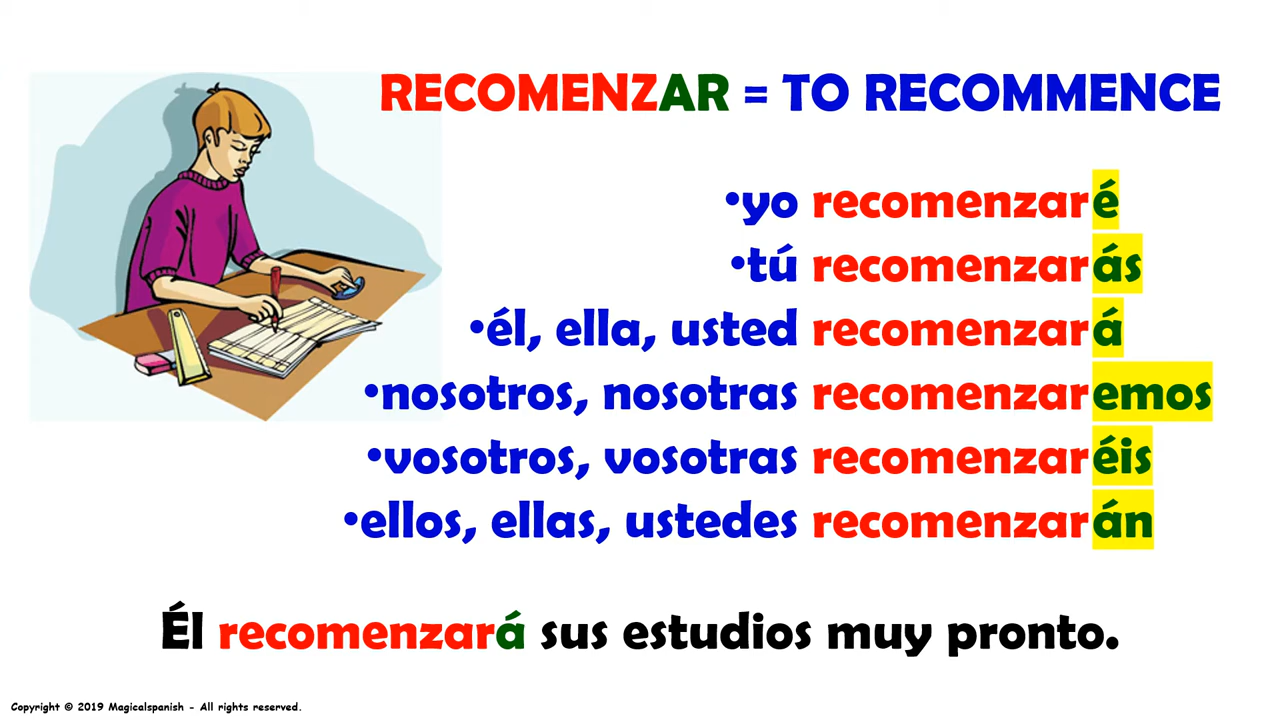 RECOMENZAR = TO RECOMMENCE
•yo recomenzaré
•tú recomenzarás
•él, ella, usted recomenzará
•nosotros, nosotras recomenzaremos
•vosotros, vosotras recomenzaréis
•ellos, ellas, ustedes recomenzarán
Él recomenzará sus estudios muy pronto.
Copyright © 2019 Magicalspanish - All rights reserved.